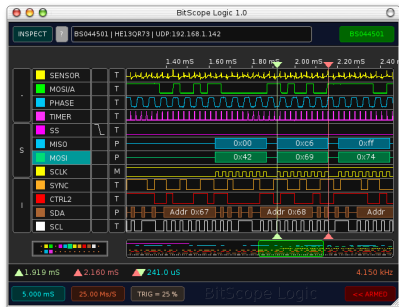 BitScope Logic 1.0
INSPECT ? BS044501 | HE13QR73 | UDP:192.168.1.142 BS044501
1.40 mS 1.60 mS 1.80 mS 2.00 mS 2.20 mS 2.40
SENSOR T
MOSI/A T
PHASE T
TIMER T
SS T
S MISO P 0x00 0xc6 0xff
MOSI P 0x42 0x69 0x74
SCLK M
SYNC T
I CTRL2 T
SDA P Addr 0x67 Addr 0x68 Addr
SCL T
1.919 mS 2.160 mS 241.0 uS 4.150 kHz
5.000 mS 25.00 Ms/S TRIG = 25 % BitScope Logic << ARMED